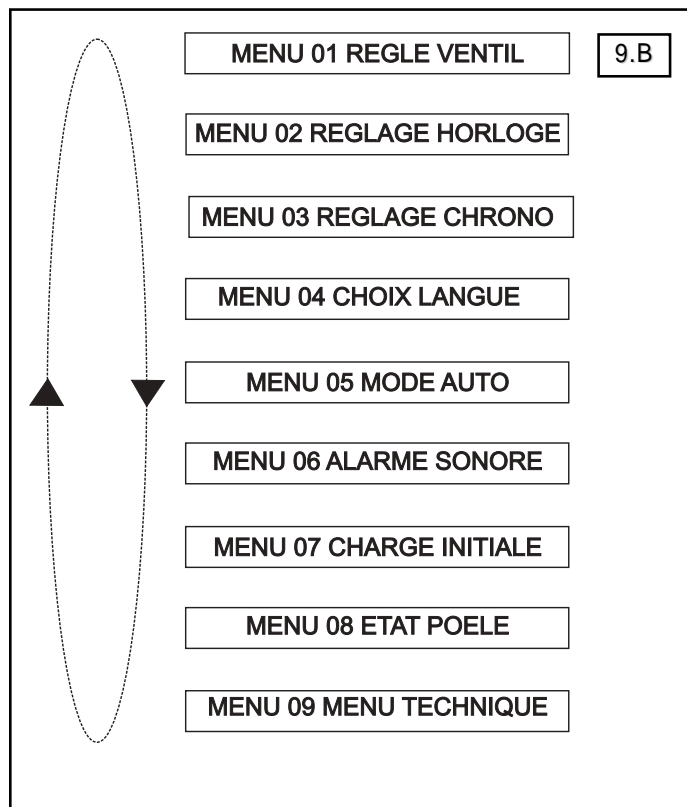 MENU 01 REGLE VENTIL
9.B
MENU 02 REGLAGE HORLOGE
MENU 03 REGLAGE CHRONO
MENU 04 CHOIX LANGUE
MENU 05 MODE AUTO
MENU 06 ALARME SONORE
MENU 07 CHARGE INITIALE
MENU 08 ETAT POELE
MENU 09 MENU TECHNIQUE